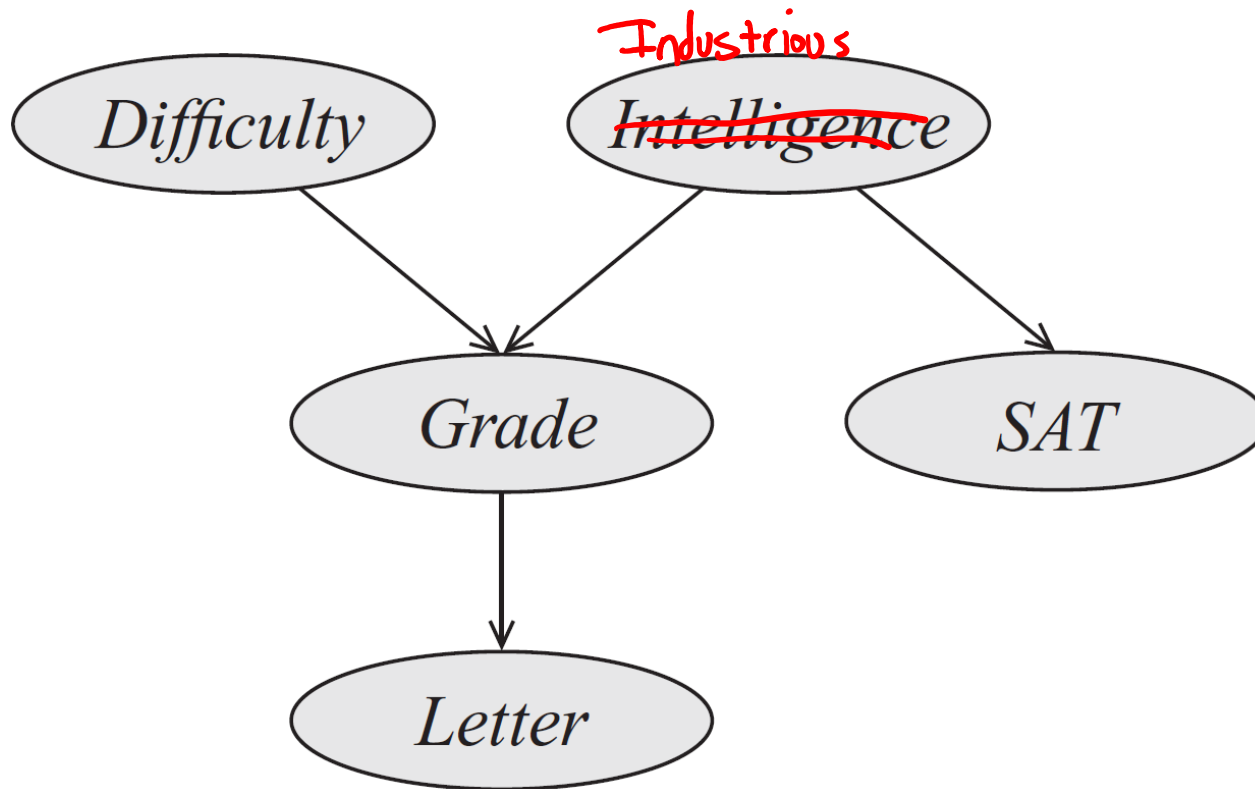 Industrious
Difficulty
Intelligence
Grade
SAT
Letter